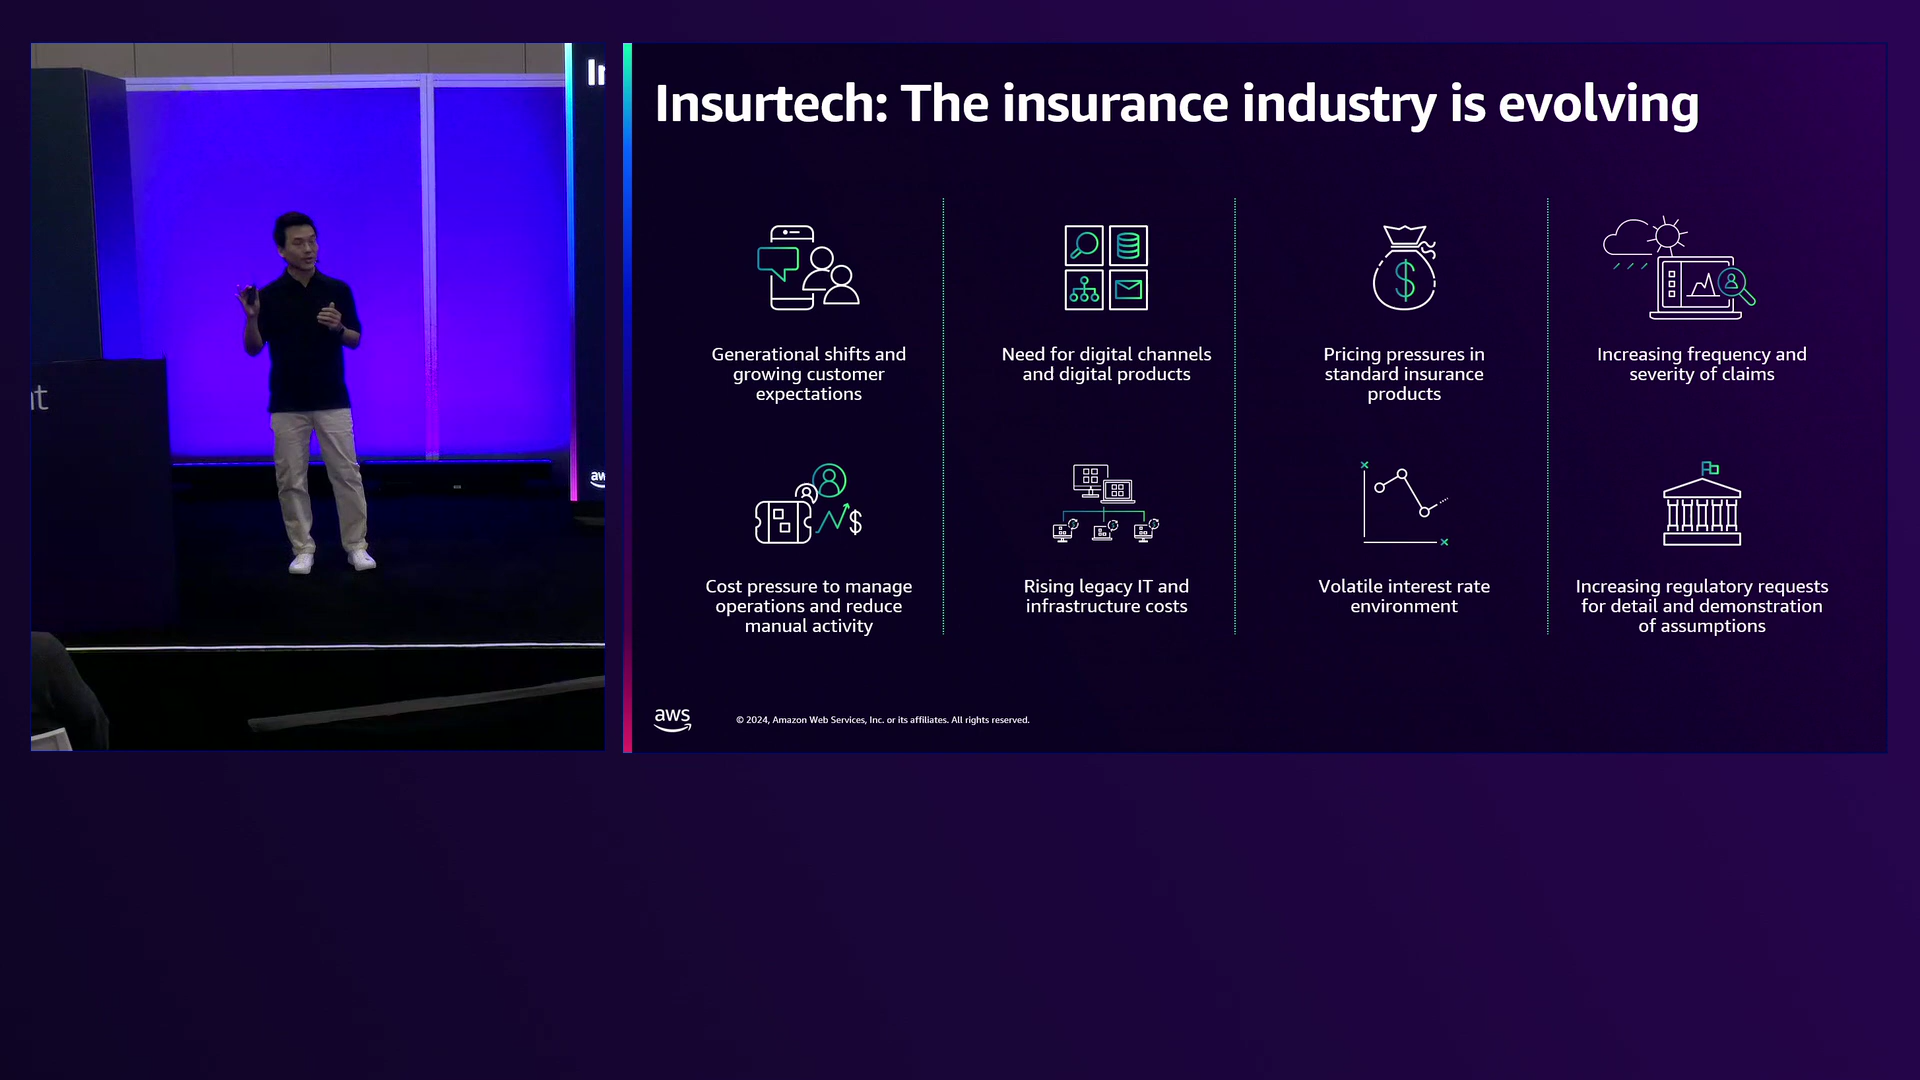 Insurtech: The insurance industry is evolving
Generational shifts and
growing customer
expectations
Need for digital channels
and digital products
Pricing pressures in
standard insurance
products
Increasing frequency and
severity of claims
Cost pressure to manage
operations and reduce
manual activity
Rising legacy IT and
infrastructure costs
Volatile interest rate
environment
Increasing regulatory requests
for detail and demonstration
of assumptions
aws
© 2024, Amazon Web Services, Inc. or its affiliates. All rights reserved.